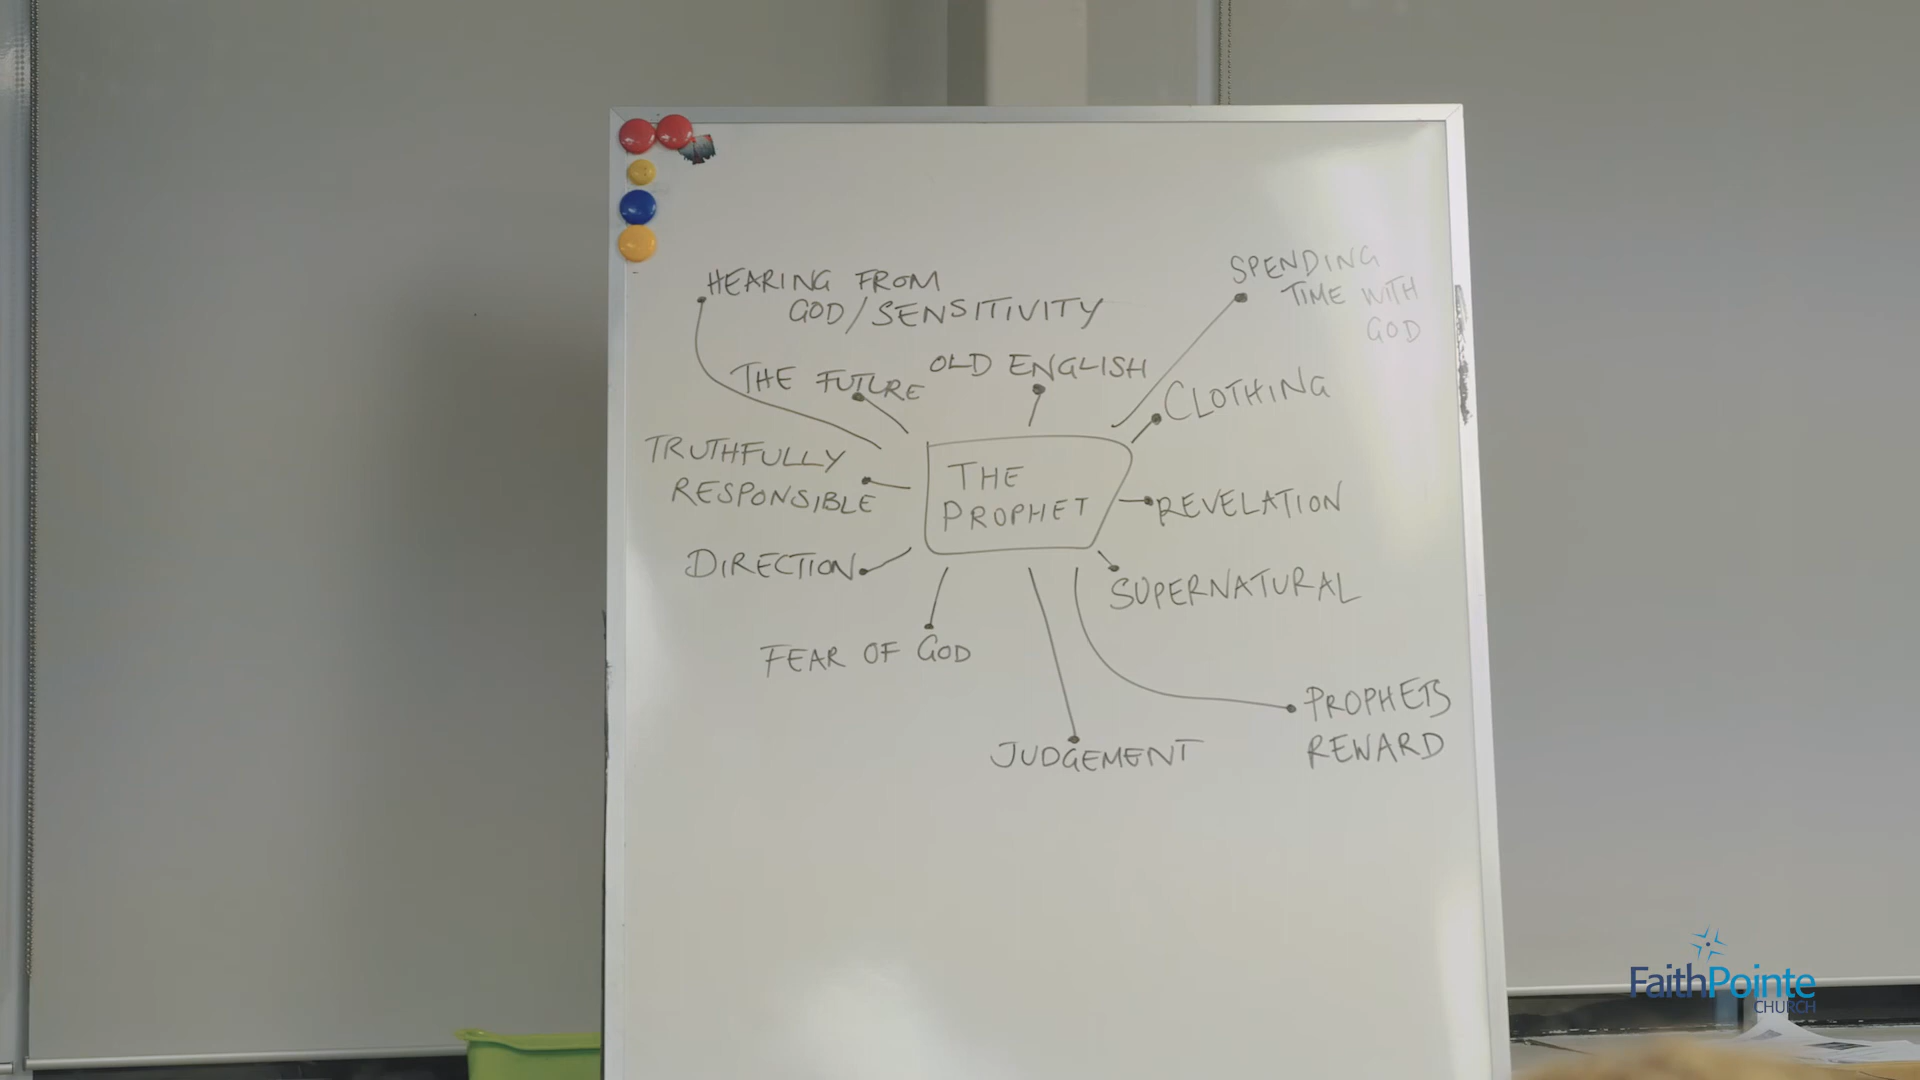 HEARING FROM
GOD/SENSITIVITY
SPENDING
TIME WITH
GOD
THE FUTURE
OLD ENGLISH
CLOTHING
TRUTHFULLY
RESPONSIBLE
THE
PROPHET
REVELATION
DIRECTION
SUPERNATURAL
FEAR OF GOD
JUDGEMENT
PROPHETS
REWARD
FaithPointe
CHURCH